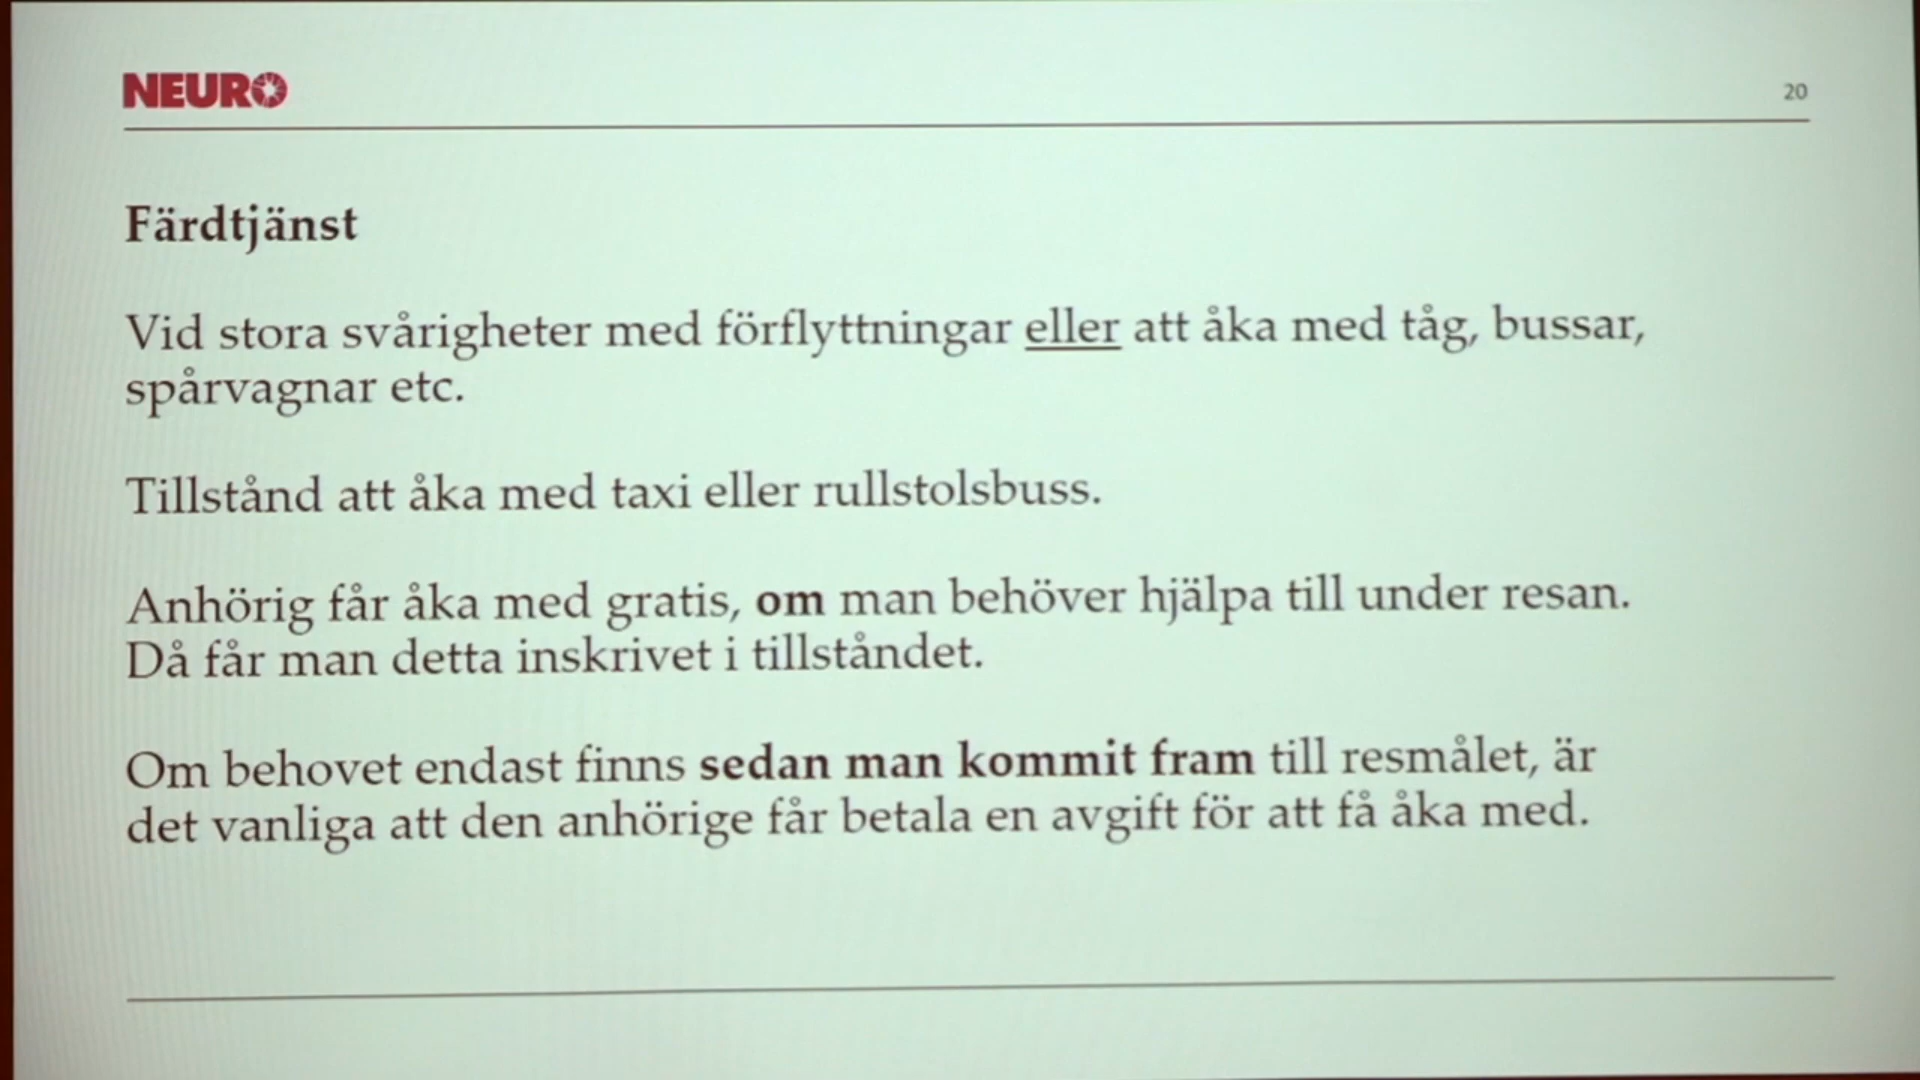 NEURO
20
Färdtjänst
Vid stora svårigheter med förflyttningar eller att åka med tåg, bussar,
spårvagnar etc.
Tillstånd att åka med taxi eller rullstolsbuss.
Anhörig får åka med gratis, om man behöver hjälpa till under resan.
Då får man detta inskrivet i tillståndet.
Om behovet endast finns sedan man kommit fram till resmålet, är
det vanliga att den anhörige får betala en avgift för att få åka med.